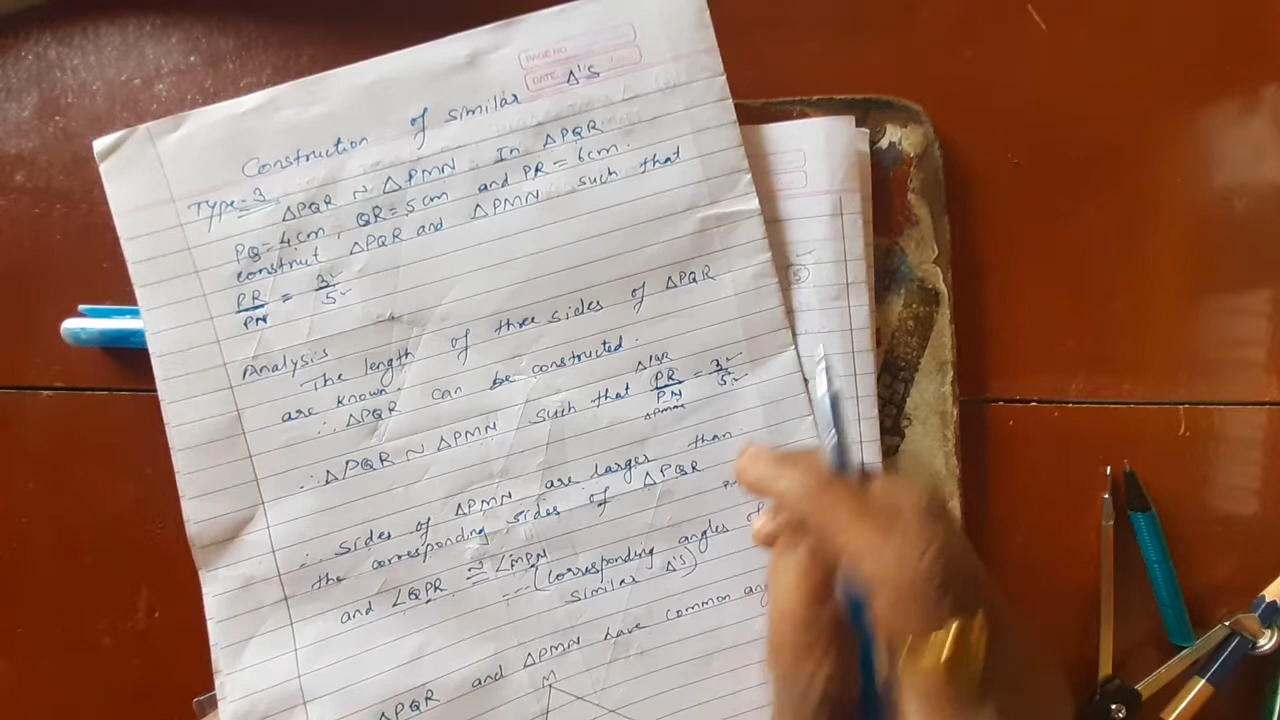 PAGE NO.
DATE
Construction of similar Δ'S
Type-3
ΔPQR ~ ΔPMN. In ΔPQR
PQ=4cm, QR=5cm and PR=6cm.
construct ΔPQR and ΔPMN such that
PR/PN = 3/5
Analysis
The length of three sides of ΔPQR
are known
∴ ΔPQR can be constructed.
∴ ΔPQR ~ ΔPMN such that ΔPQR PR/PN ΔPMN = 3/5
∴ sides of ΔPMN are larger than
the corresponding sides of ΔPQR
and ∠QPR ≅ ∠MPN
--- (corresponding angles of
similar Δ'S)
ΔPQR and ΔPMN have common
M
5